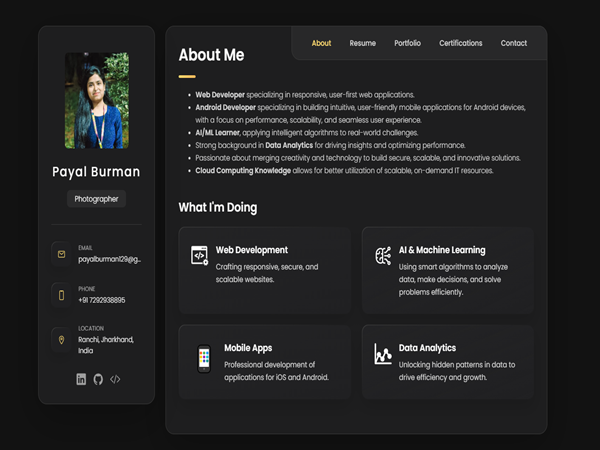 Payal Burman
Photographer
EMAIL
payalburman129@g...
PHONE
+91 7292938895
LOCATION
Ranchi, Jharkhand,
India
About
Resume
Portfolio
Certifications
Contact
About Me
Web Developer specializing in responsive, user-first web applications.
Android Developer specializing in building intuitive, user-friendly mobile applications for Android devices,
with a focus on performance, scalability, and seamless user experience.
AI/ML Learner, applying intelligent algorithms to real-world challenges.
Strong background in Data Analytics for driving insights and optimizing performance.
Passionate about merging creativity and technology to build secure, scalable, and innovative solutions.
Cloud Computing Knowledge allows for better utilization of scalable, on-demand IT resources.
What I'm Doing
Web Development
Crafting responsive, secure, and
scalable websites.
AI & Machine Learning
Using smart algorithms to analyze
data, make decisions, and solve
problems efficiently.
Mobile Apps
Professional development of
applications for iOS and Android.
Data Analytics
Unlocking hidden patterns in data to
drive efficiency and growth.